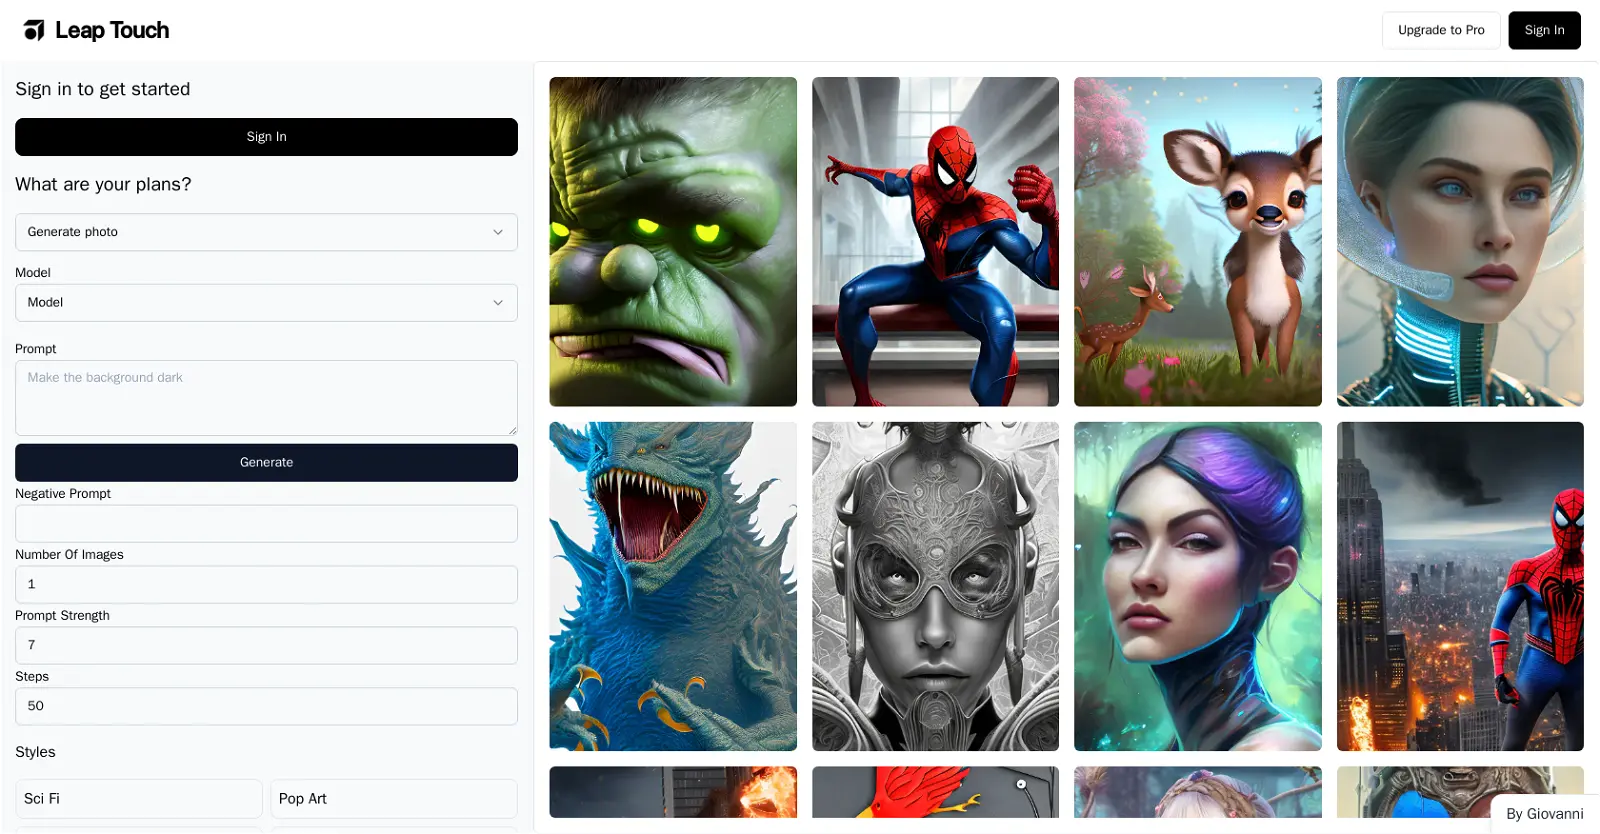 Leap Touch
Upgrade to Pro
Sign In
Sign in to get started
Sign In
What are your plans?
Generate photo
Model
Model
Prompt
Make the background dark
Generate
Negative Prompt
Number Of Images
1
Prompt Strength
7
Steps
50
Styles
Sci Fi
Pop Art
By Giovanni